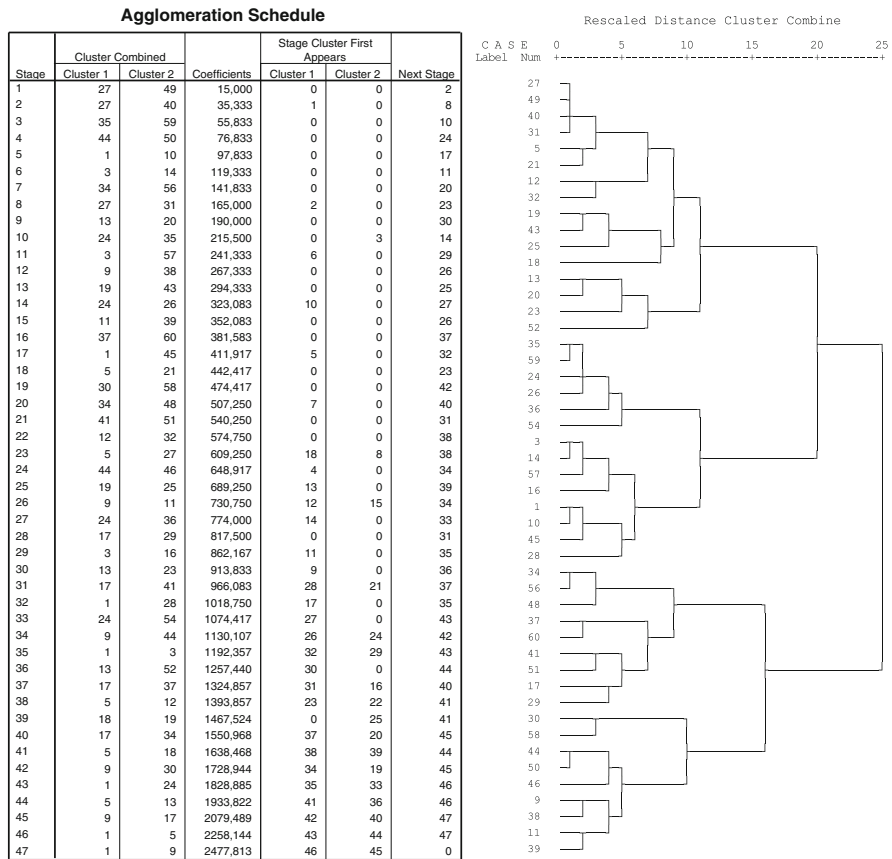 Agglomeration Schedule
Cluster Combined Stage Cluster First Appears
Stage Cluster 1 Cluster 2 Coefficients Cluster 1 Cluster 2 Next Stage
1 27 49 15,000 0 0 2
2 27 40 35,333 1 0 8
3 35 59 55,833 0 0 10
4 44 50 76,833 0 0 24
5 1 10 97,833 0 0 17
6 3 14 119,333 0 0 11
7 34 56 141,833 0 0 20
8 27 31 165,000 2 0 23
9 13 20 190,000 0 0 30
10 24 35 215,500 0 3 14
11 3 57 241,333 6 0 29
12 9 38 267,333 0 0 26
13 19 43 294,333 0 0 25
14 24 26 323,083 10 0 27
15 11 39 352,083 0 0 26
16 37 60 381,583 0 0 37
17 1 45 411,917 5 0 32
18 5 21 442,417 0 0 23
19 30 58 474,417 0 0 42
20 34 48 507,250 7 0 40
21 41 51 540,250 0 0 31
22 12 32 574,750 0 0 38
23 5 27 609,250 18 8 38
24 44 46 648,917 4 0 34
25 19 25 689,250 13 0 39
26 9 11 730,750 12 15 34
27 24 36 774,000 14 0 33
28 17 29 817,500 0 0 31
29 3 16 862,167 11 0 35
30 13 23 913,833 9 0 36
31 17 41 966,083 28 21 37
32 1 28 1018,750 17 0 35
33 24 54 1074,417 27 0 43
34 9 44 1130,107 26 24 42
35 1 3 1192,357 32 29 43
36 13 52 1257,440 30 0 44
37 17 37 1324,857 31 16 40
38 5 12 1393,857 23 22 41
39 18 19 1467,524 0 25 41
40 17 34 1550,968 37 20 45
41 5 18 1638,468 38 39 44
42 9 30 1728,944 34 19 45
43 1 24 1828,885 35 33 46
44 5 13 1933,822 41 36 46
45 9 17 2079,489 42 40 47
46 1 5 2258,144 43 44 47
47 1 9 2477,813 46 45 0
Rescaled Distance Cluster Combine
C A S E 0 5 10 15 20 25
Label Num +---------+---------+---------+---------+---------+
27
49
40
31
5
21
12
32
19
43
25
18
13
20
23
52
35
59
24
26
36
54
3
14
57
16
1
10
45
28
34
56
48
37
60
41
51
17
29
30
58
44
50
46
9
38
11
39